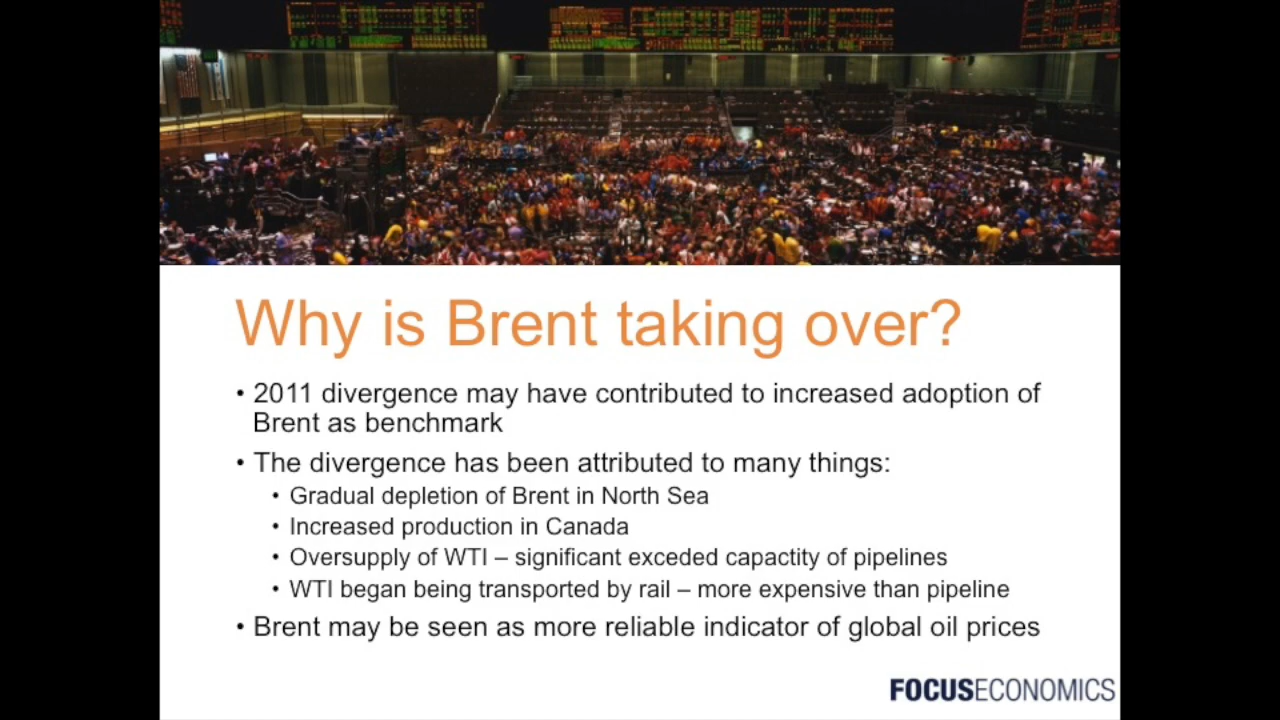 Why is Brent taking over?
• 2011 divergence may have contributed to increased adoption of
Brent as benchmark
• The divergence has been attributed to many things:
• Gradual depletion of Brent in North Sea
• Increased production in Canada
• Oversupply of WTI – significant exceded capactity of pipelines
• WTI began being transported by rail – more expensive than pipeline
• Brent may be seen as more reliable indicator of global oil prices
FOCUSECONOMICS